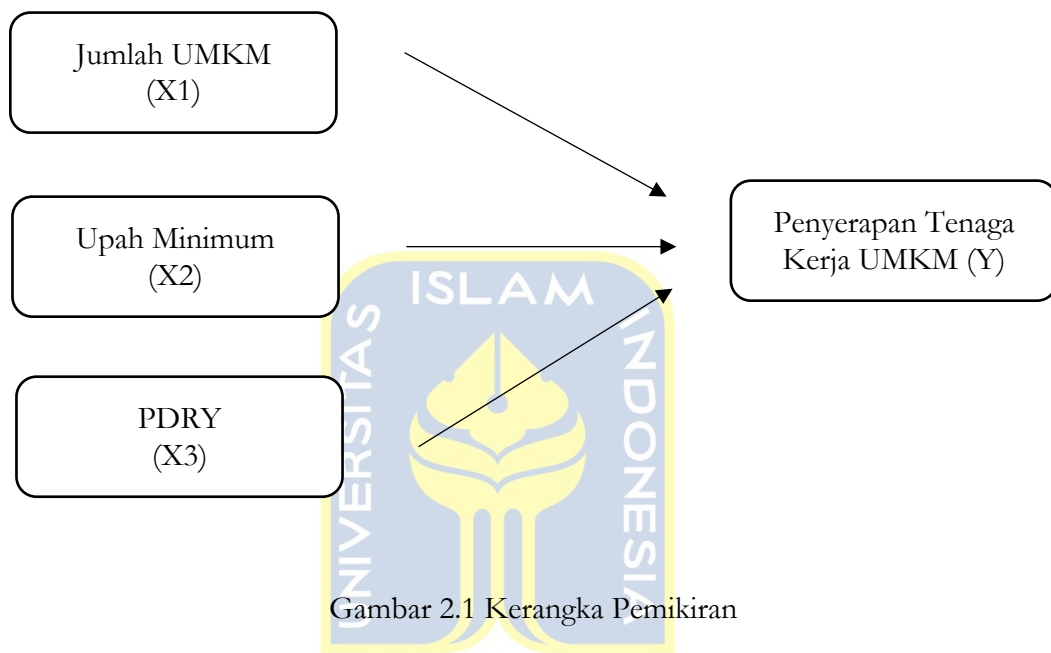 Jumlah UMKM
(X1)
Upah Minimum
(X2)
PDRY
(X3)
Penyerapan Tenaga
Kerja UMKM (Y)
UNIVERSITAS
ISLAM
INDONESIA
Gambar 2.1 Kerangka Pemikiran